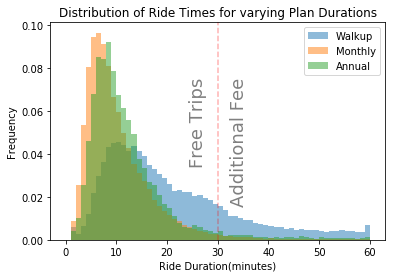 Distribution of Ride Times for varying Plan Durations
Walkup
Monthly
Annual
Free Trips
Additional Fee
Frequency
0.10
0.08
0.06
0.04
0.02
0.00
0 10 20 30 40 50 60
Ride Duration(minutes)